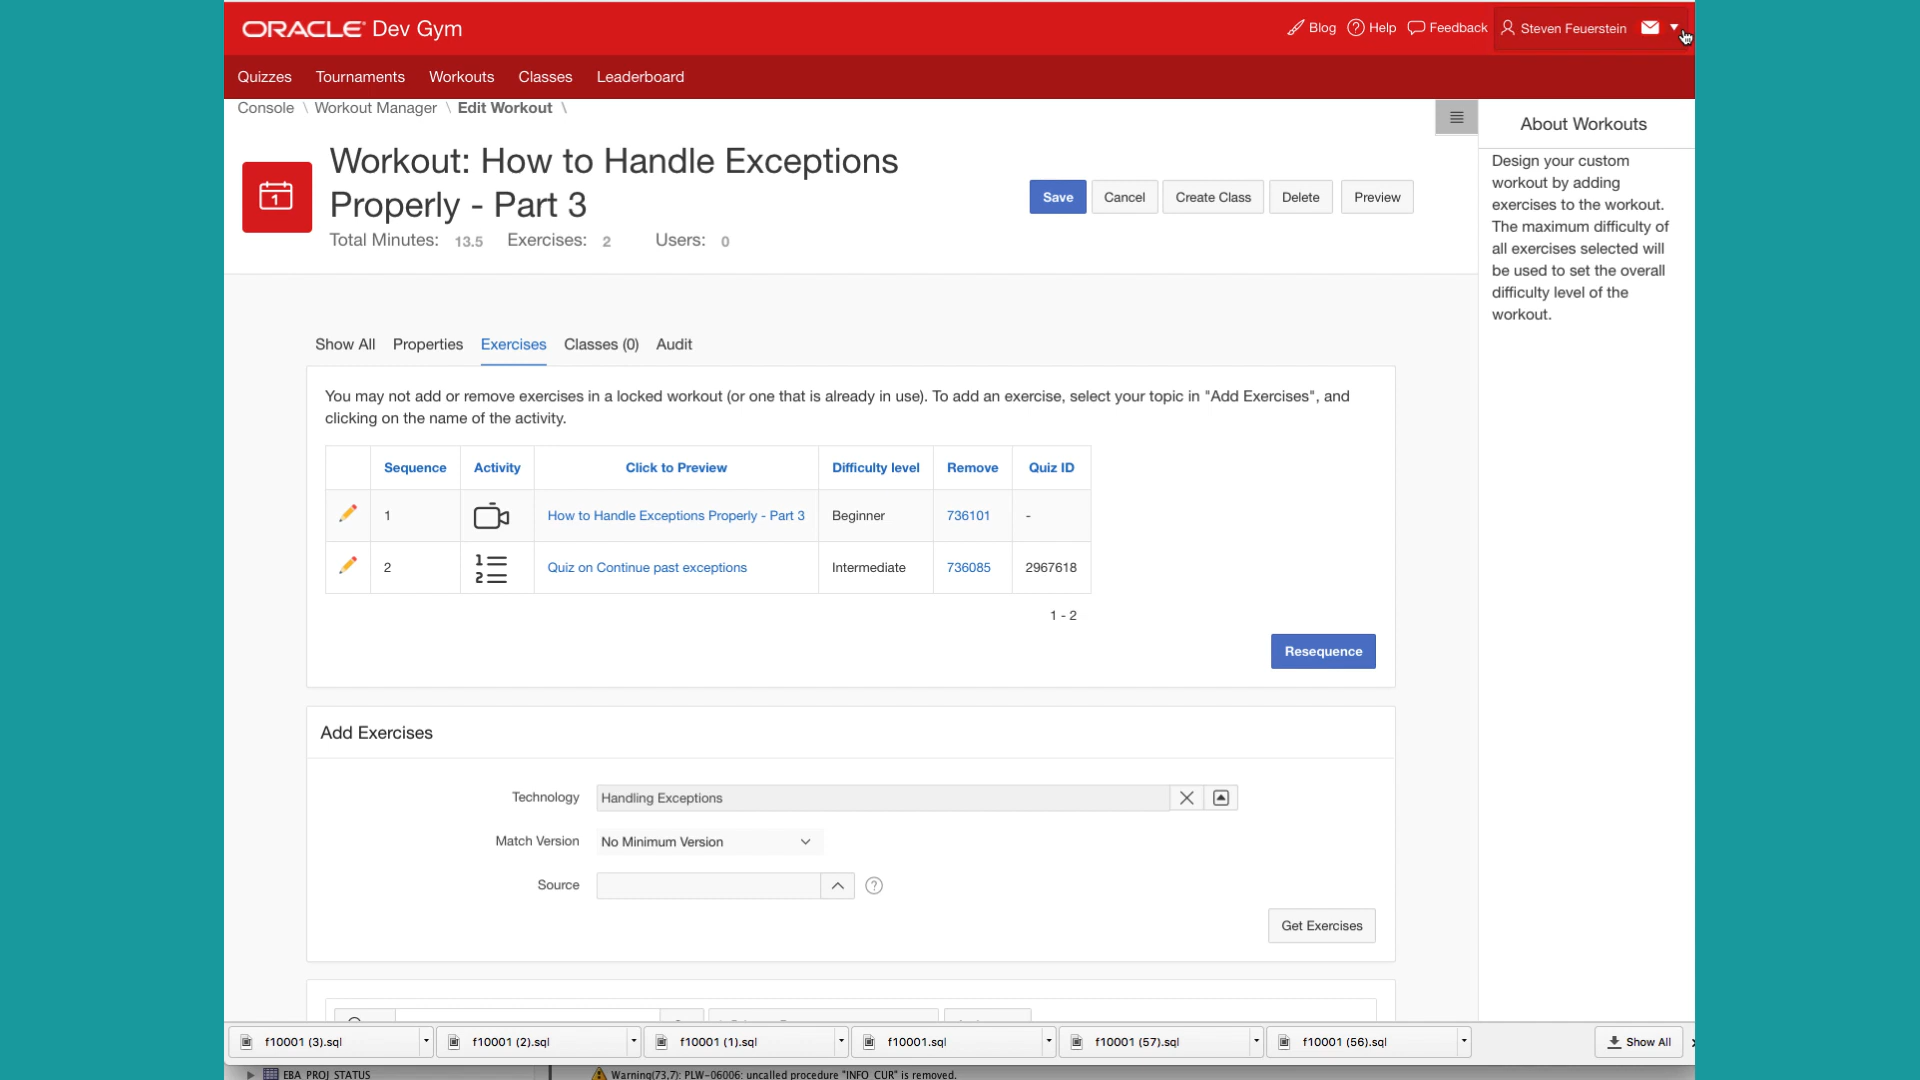 ORACLE Dev Gym
Blog Help Feedback Steven Feuerstein
Quizzes Tournaments Workouts Classes Leaderboard
Console \ Workout Manager \ Edit Workout \
Workout: How to Handle Exceptions
Properly - Part 3
Total Minutes: 13.5 Exercises: 2 Users: 0
Save Cancel Create Class Delete Preview
About Workouts
Design your custom
workout by adding
exercises to the workout.
The maximum difficulty of
all exercises selected will
be used to set the overall
difficulty level of the
workout.
Show All Properties Exercises Classes (0) Audit
You may not add or remove exercises in a locked workout (or one that is already in use). To add an exercise, select your topic in "Add Exercises", and
clicking on the name of the activity.
Sequence Activity Click to Preview Difficulty level Remove Quiz ID
1 How to Handle Exceptions Properly - Part 3 Beginner 736101 -
2 Quiz on Continue past exceptions Intermediate 736085 2967618
1 - 2
Resequence
Add Exercises
Technology Handling Exceptions
Match Version No Minimum Version
Source
Get Exercises
f10001 (3).sql f10001 (2).sql f10001 (1).sql f10001.sql f10001 (57).sql f10001 (56).sql Show All
EBA_PROJ_STATUS Warning(73,7): PLW-06006: uncalled procedure "INFO_CUR" is removed.